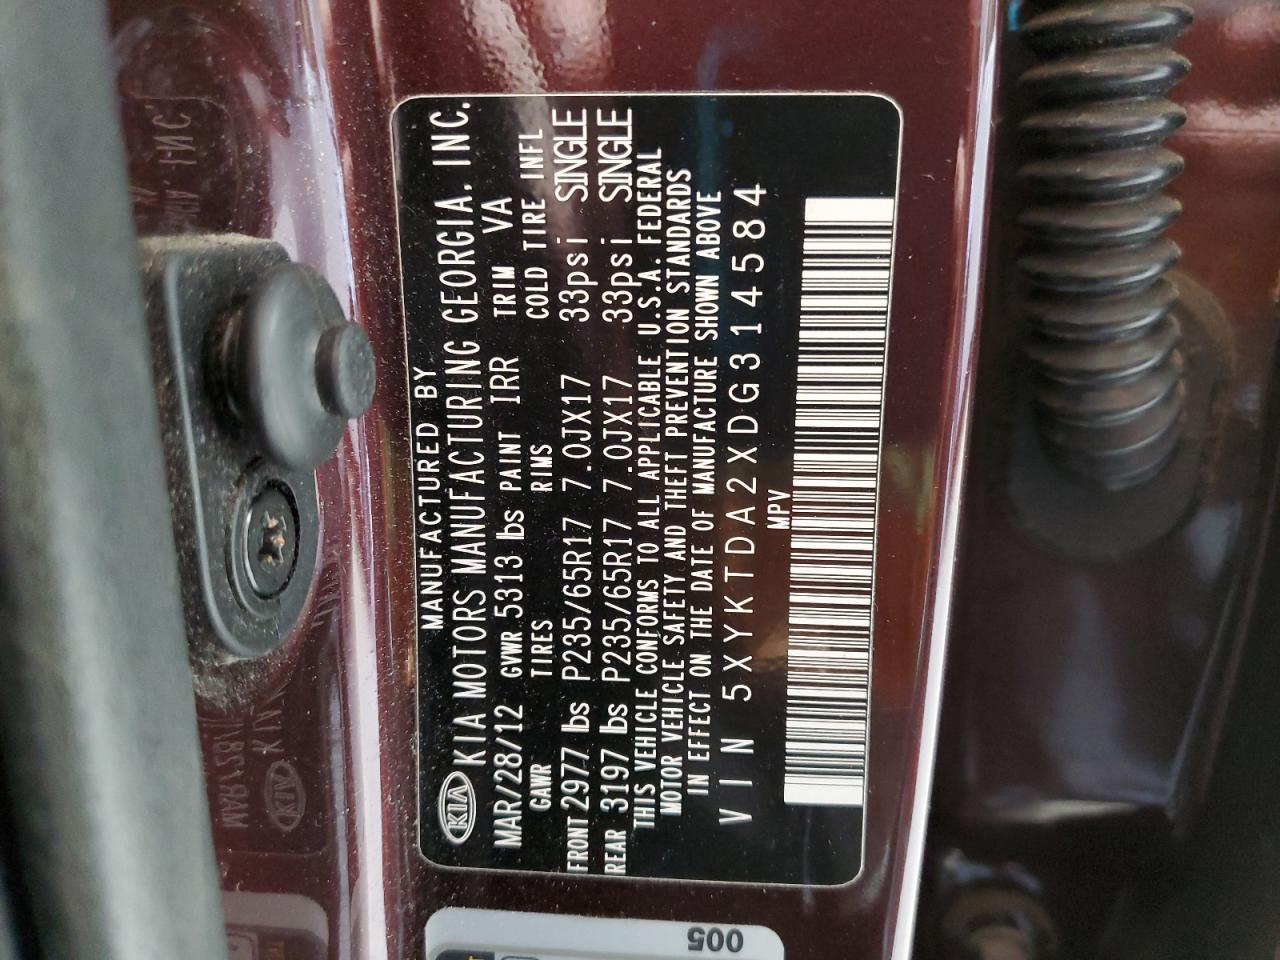 MANUFACTURED BY
KIA KIA MOTORS MANUFACTURING GEORGIA, INC.
MAR/28/12 GVWR 5313 lbs PAINT IRR TRIM VA
GAWR TIRES RIMS COLD TIRE INFL
FRONT 2977 lbs P235/65R17 7.0JX17 33psi SINGLE
REAR 3197 lbs P235/65R17 7.0JX17 33psi SINGLE
THIS VEHICLE CONFORMS TO ALL APPLICABLE U.S.A. FEDERAL
MOTOR VEHICLE SAFETY AND THEFT PREVENTION STANDARDS
IN EFFECT ON THE DATE OF MANUFACTURE SHOWN ABOVE
VIN 5XYKTDA2XDG314584
MPV
005